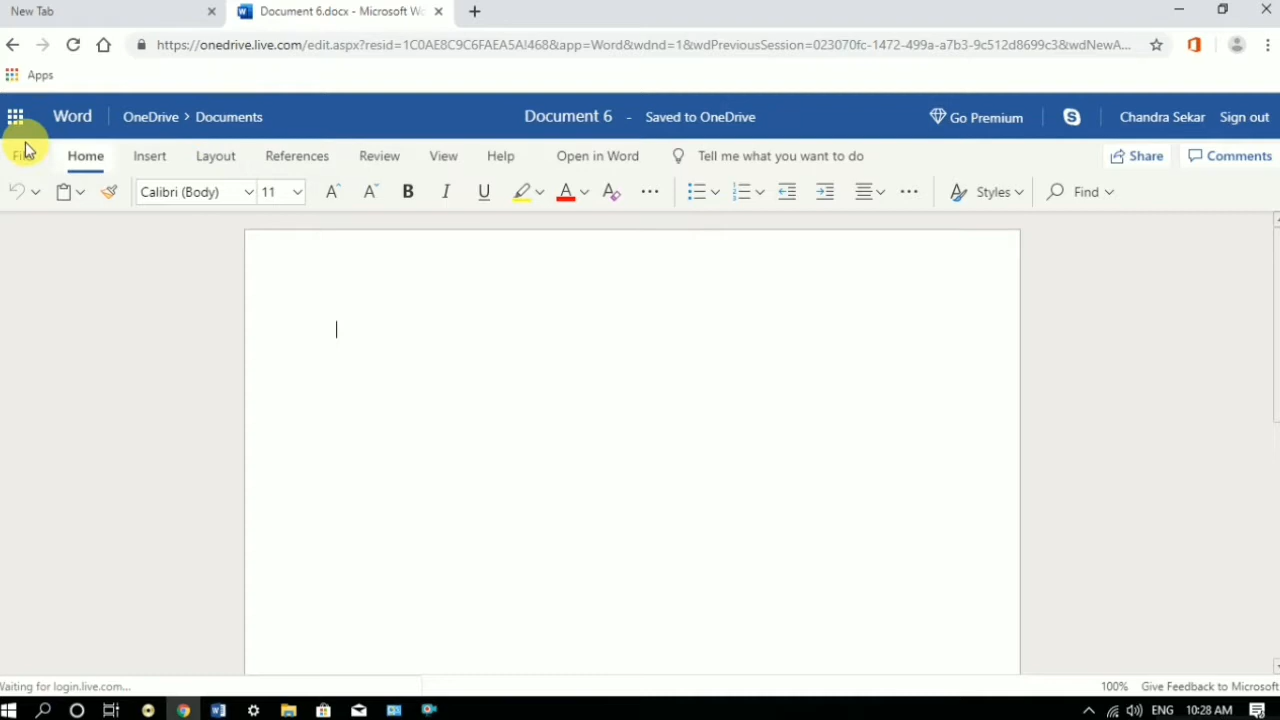 New Tab
Document 6.docx - Microsoft Wo
https://onedrive.live.com/edit.aspx?resid=1C0AE8C9C6FAEA5A!468&app=Word&wdnd=1&wdPreviousSession=023070fc-1472-499a-a7b3-9c512d8699c3&wdNewA...
Apps
Word OneDrive > Documents Document 6 - Saved to OneDrive Go Premium Chandra Sekar Sign out
File Home Insert Layout References Review View Help Open in Word Tell me what you want to do Share Comments
Calibri (Body) 11 A A B I U A A Styles Find
Waiting for login.live.com... 100% Give Feedback to Microsoft
ENG 10:28 AM